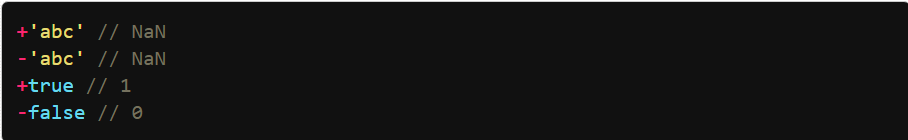 +'abc' // NaN
-'abc' // NaN
+true // 1
-false // 0